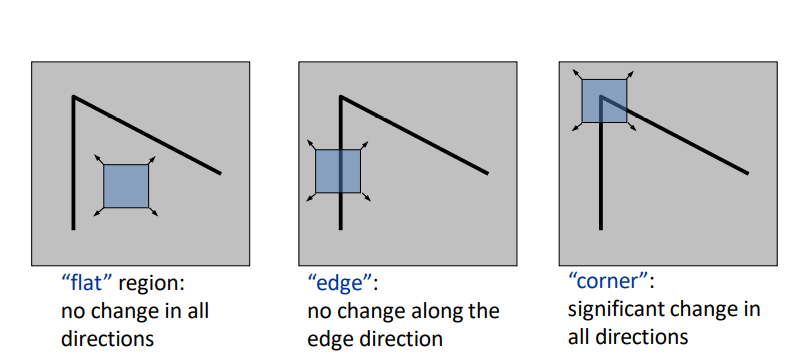 “flat” region:
no change in all
directions
“edge”:
no change along the
edge direction
“corner”:
significant change in
all directions